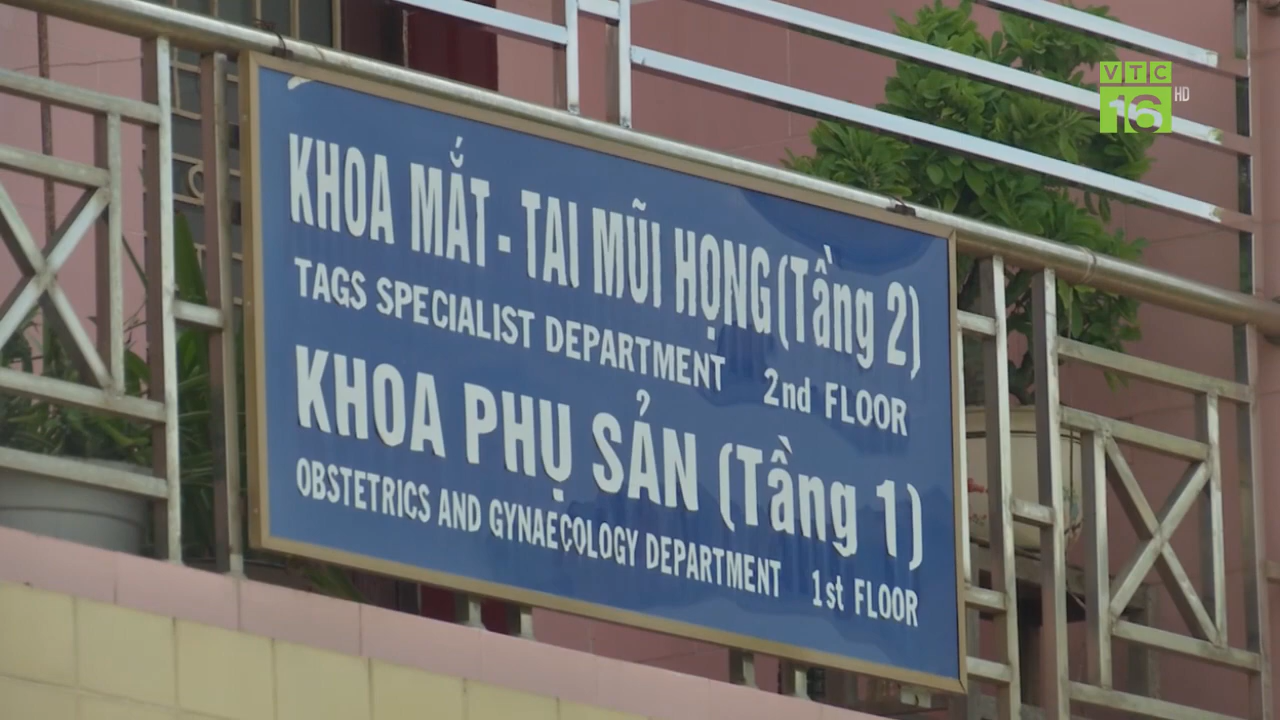 VTC
16 HD
KHOA MẮT - TAI MŨI HỌNG (Tầng 2)
TAGS SPECIALIST DEPARTMENT 2nd FLOOR
KHOA PHỤ SẢN (Tầng 1)
OBSTETRICS AND GYNAECOLOGY DEPARTMENT 1st FLOOR